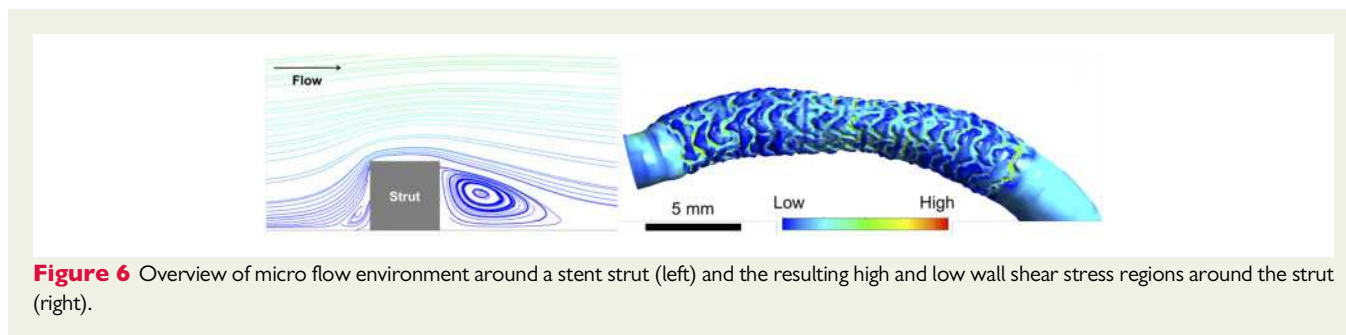 Flow
Strut
5 mm
Low
High
Figure 6 Overview of micro flow environment around a stent strut (left) and the resulting high and low wall shear stress regions around the strut
(right).